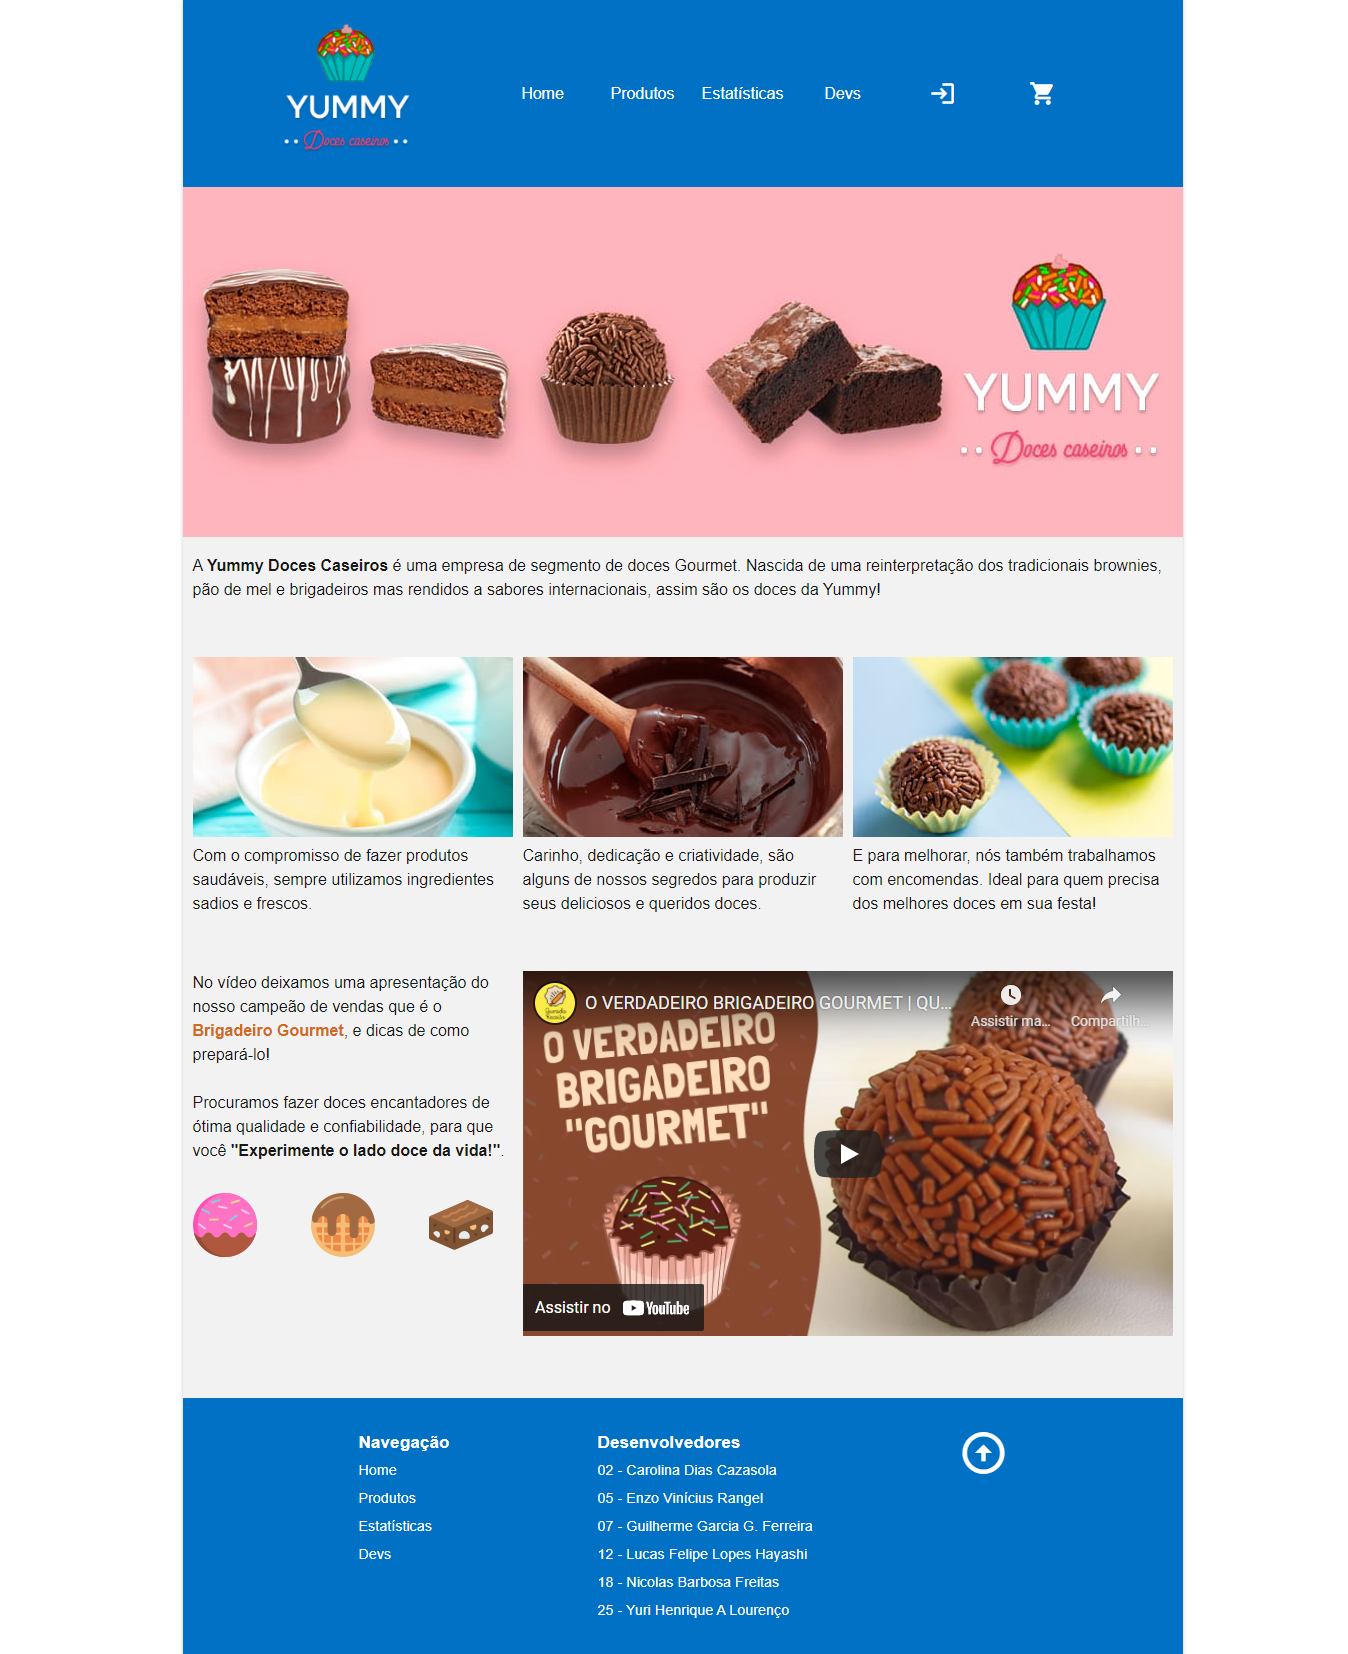 YUMMY
Doces caseiros
Home
Produtos
Estatísticas
Devs
YUMMY
Doces caseiros
A Yummy Doces Caseiros é uma empresa de segmento de doces Gourmet. Nascida de uma reinterpretação dos tradicionais brownies,
pão de mel e brigadeiros mas rendidos a sabores internacionais, assim são os doces da Yummy!
Com o compromisso de fazer produtos
saudáveis, sempre utilizamos ingredientes
sadios e frescos.
Carinho, dedicação e criatividade, são
alguns de nossos segredos para produzir
seus deliciosos e queridos doces.
E para melhorar, nós também trabalhamos
com encomendas. Ideal para quem precisa
dos melhores doces em sua festa!
No vídeo deixamos uma apresentação do
nosso campeão de vendas que é o
Brigadeiro Gourmet, e dicas de como
prepará-lo!
Procuramos fazer doces encantadores de
ótima qualidade e confiabilidade, para que
você "Experimente o lado doce da vida!".
O VERDADEIRO BRIGADEIRO GOURMET | QU...
Assistir ma...
Compartilh...
O VERDADEIRO
BRIGADEIRO
"GOURMET"
Assistir no YouTube
Navegação
Home
Produtos
Estatísticas
Devs
Desenvolvedores
02 - Carolina Dias Cazasola
05 - Enzo Vinícius Rangel
07 - Guilherme Garcia G. Ferreira
12 - Lucas Felipe Lopes Hayashi
18 - Nicolas Barbosa Freitas
25 - Yuri Henrique A Lourenço